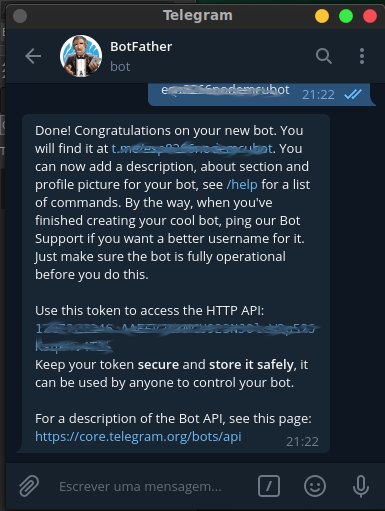 Telegram
BotFather
bot
21:22
Done! Congratulations on your new bot. You
will find it at . You
can now add a description, about section and
profile picture for your bot, see /help for a list
of commands. By the way, when you've
finished creating your cool bot, ping our Bot
Support if you want a better username for it.
Just make sure the bot is fully operational
before you do this.
Use this token to access the HTTP API:
Keep your token secure and store it safely, it
can be used by anyone to control your bot.
For a description of the Bot API, see this page:
https://core.telegram.org/bots/api
21:22
Escrever uma mensagem...